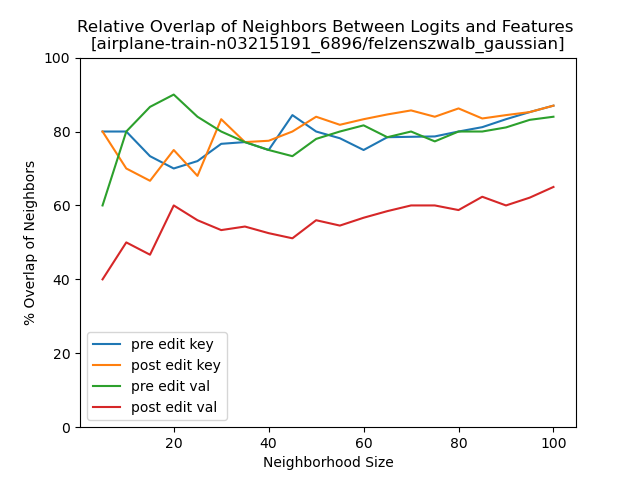 Relative Overlap of Neighbors Between Logits and Features
[airplane-train-n03215191_6896/felzenszwalb_gaussian]
100
80
60
40
20
0
% Overlap of Neighbors
pre edit key
post edit key
pre edit val
post edit val
20 40 60 80 100
Neighborhood Size